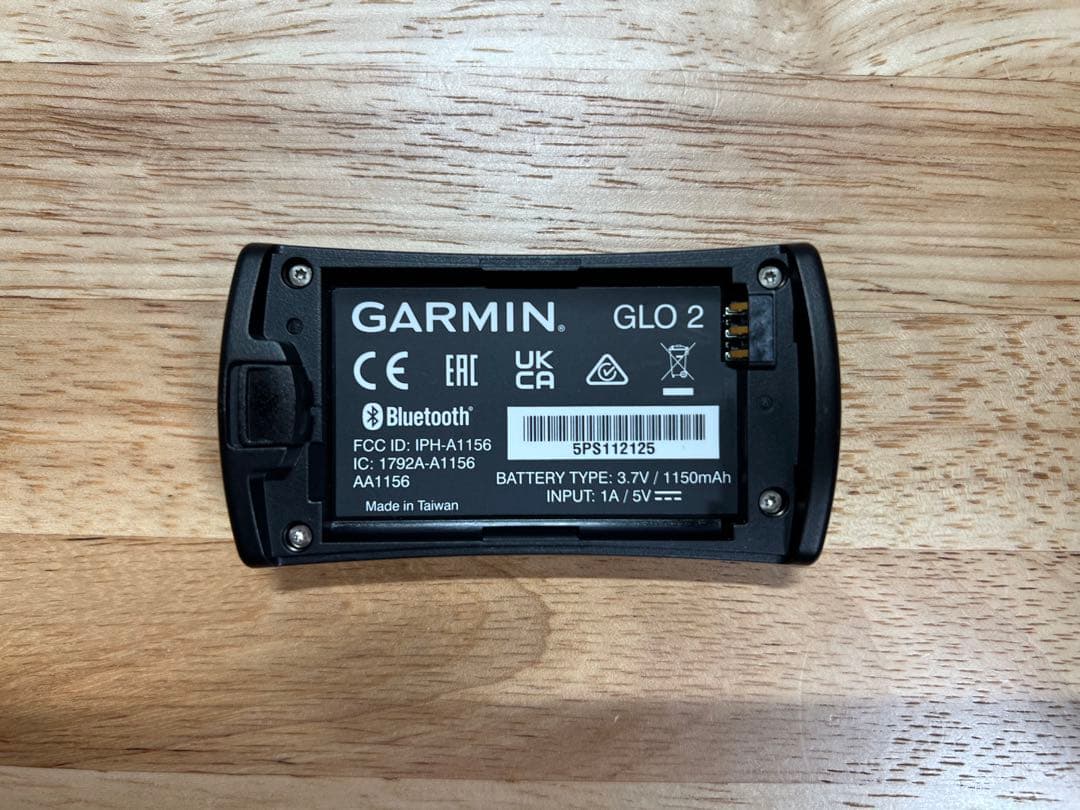 GARMIN® GLO 2
CE EAC UK CA
Bluetooth®
5PS112125
FCC ID: IPH-A1156
IC: 1792A-A1156
AA1156
BATTERY TYPE: 3.7V / 1150mAh
INPUT: 1A / 5V
Made in Taiwan